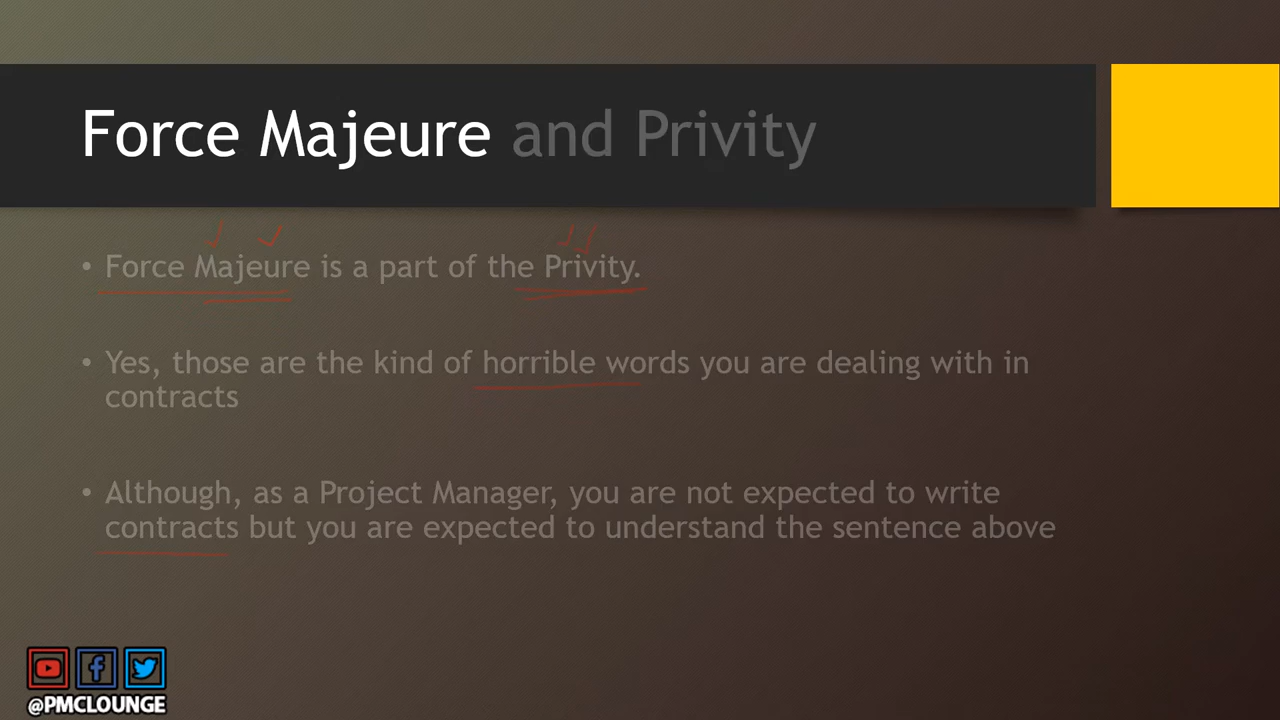 Force Majeure and Privity
• Force Majeure is a part of the Privity.
• Yes, those are the kind of horrible words you are dealing with in
contracts
• Although, as a Project Manager, you are not expected to write
contracts but you are expected to understand the sentence above
@PMCLOUNGE